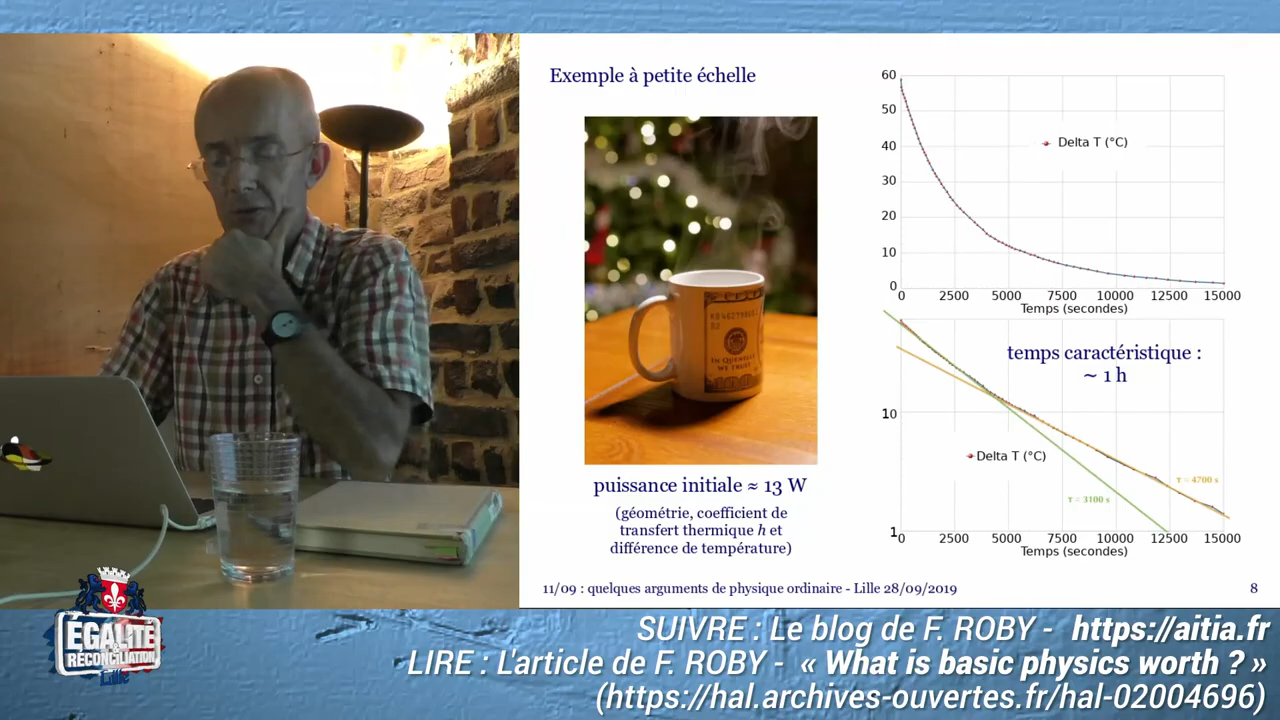 Exemple à petite échelle
IN QUENELLE
WE TRUST
100
puissance initiale ≈ 13 W
(géométrie, coefficient de
transfert thermique h et
différence de température)
60
50
40
30
20
10
0
Delta T (°C)
0 2500 5000 7500 10000 12500 15000
Temps (secondes)
temps caractéristique :
~ 1 h
10
1
Delta T (°C)
τ = 4700 s
τ = 3100 s
0 2500 5000 7500 10000 12500 15000
Temps (secondes)
11/09 : quelques arguments de physique ordinaire - Lille 28/09/2019
8
EGALITE
& RECONCILIATION
Lille
SUIVRE : Le blog de F. ROBY - https://aitia.fr
LIRE : L'article de F. ROBY - « What is basic physics worth ? »
(https://hal.archives-ouvertes.fr/hal-02004696)